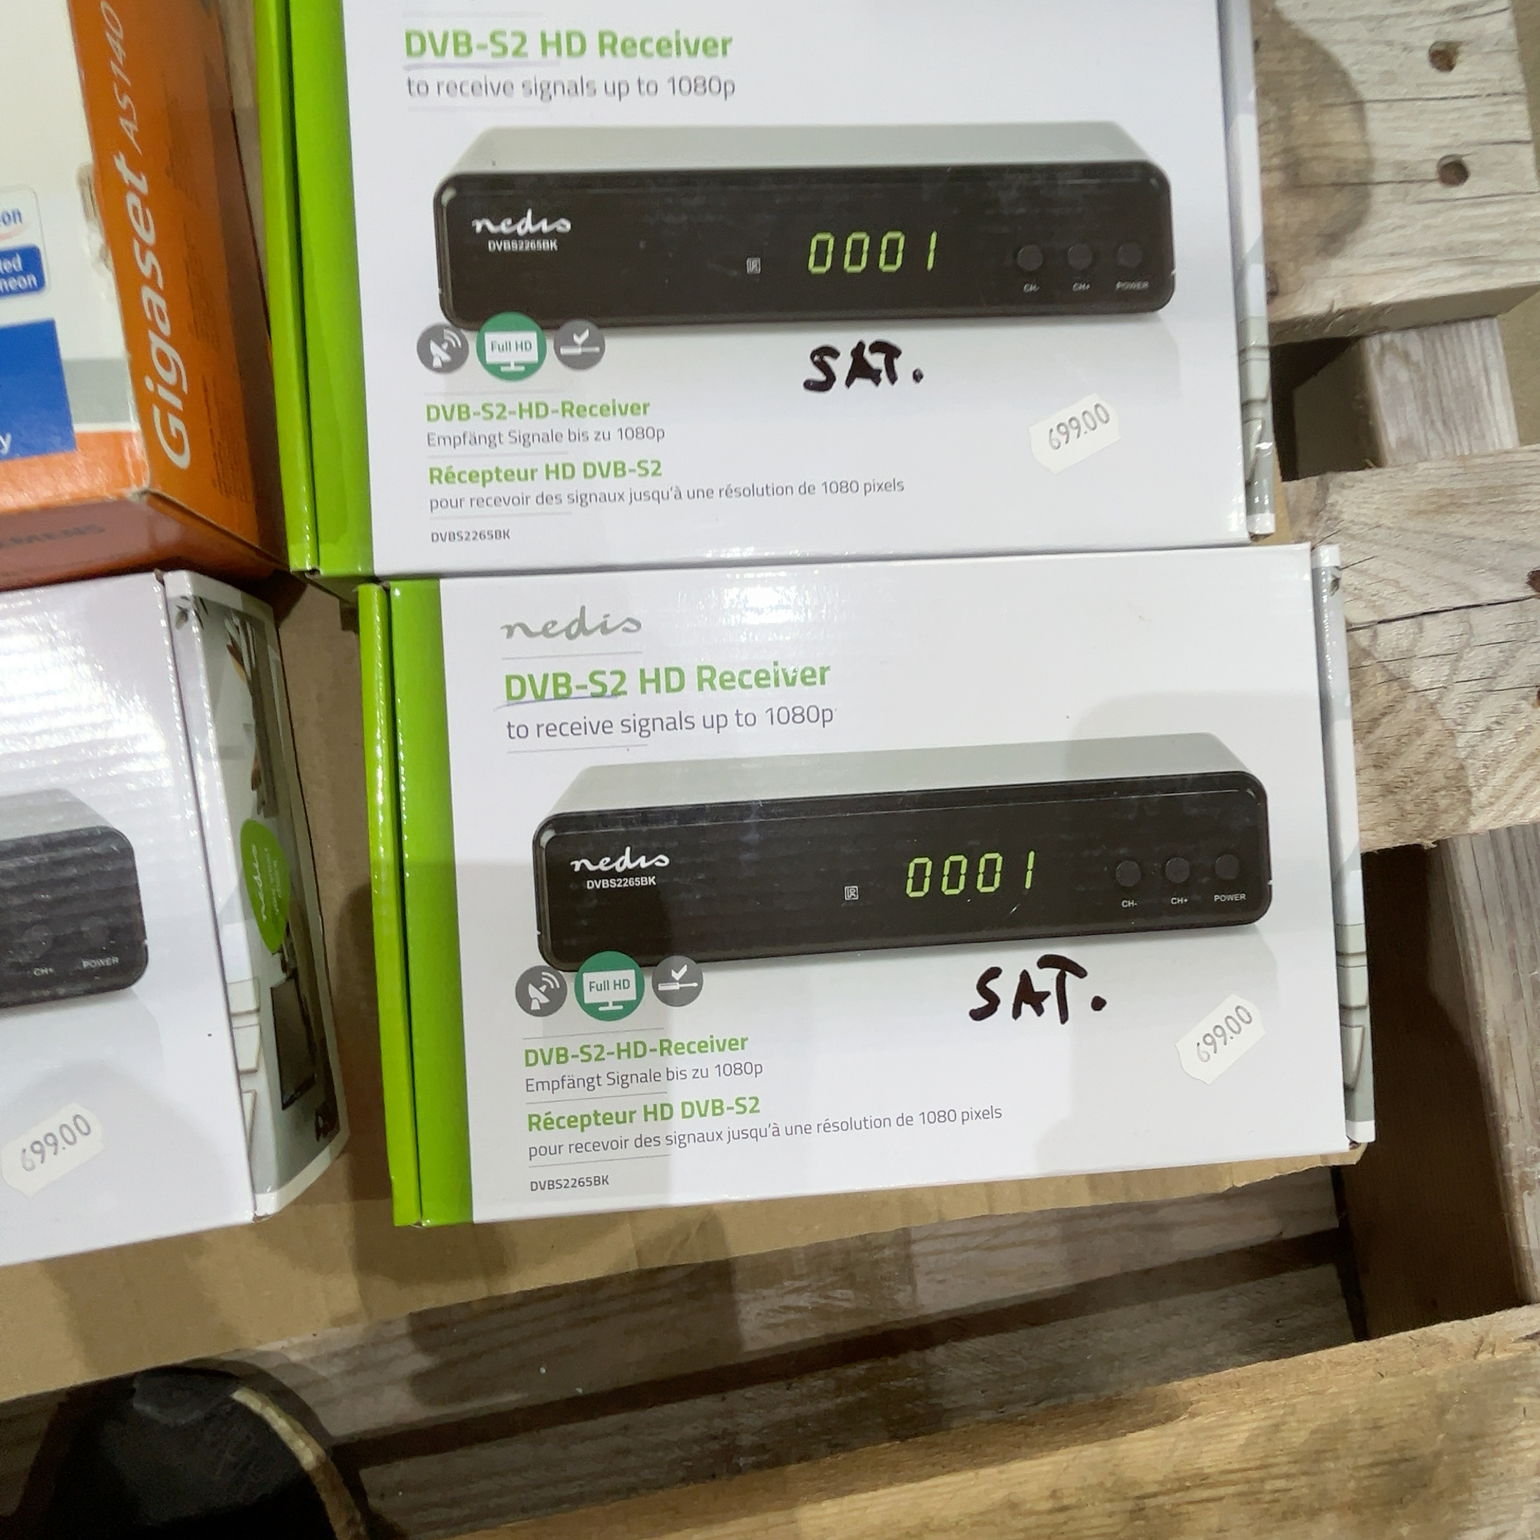 DVB-S2 HD Receiver
to receive signals up to 1080p
nedis
DVBS2265BK
0001
CH-
CH+
POWER
Full HD
SAT.
DVB-S2-HD-Receiver
Empfängt Signale bis zu 1080p
699.00
Récepteur HD DVB-S2
pour recevoir des signaux jusqu'à une résolution de 1080 pixels
DVBS2265BK
Gigaset AS140
nedis
DVB-S2 HD Receiver
to receive signals up to 1080p
nedis
DVBS2265BK
IR
0001
CH-
CH+
POWER
Full HD
SAT.
699.00
DVB-S2-HD-Receiver
Empfängt Signale bis zu 1080p
Récepteur HD DVB-S2
pour recevoir des signaux jusqu'à une résolution de 1080 pixels
DVBS2265BK
CH+
POWER
nedis
699.00